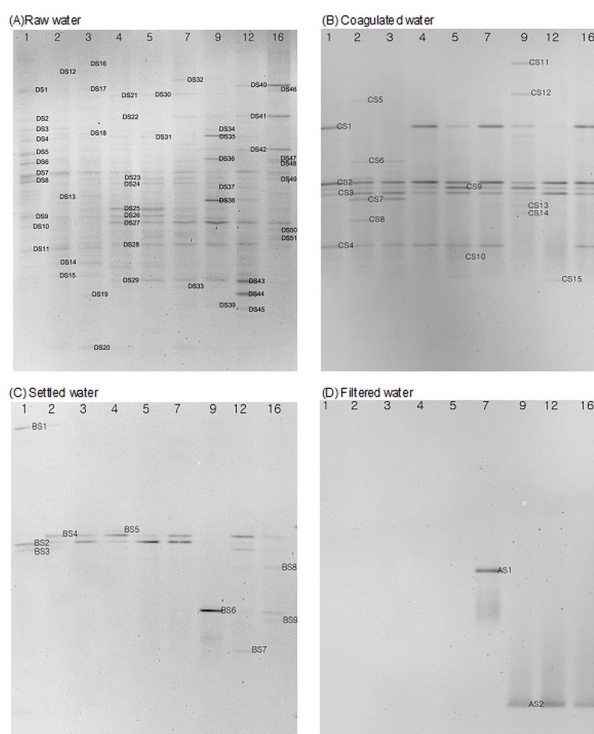 (A)Raw water
1 2 3 4 5 7 9 12 16
DS16
DS12
DS32
DS1 DS17 DS40 DS46
DS21 DS30
DS2 DS22 DS41
DS3 DS34
DS4 DS18 DS31 DS35
DS5 DS42
DS6 DS36 DS47
DS48
DS7 DS23 DS49
DS8 DS24 DS37
DS13 DS38
DS25
DS9 DS26
DS10 DS27 DS50
DS51
DS11 DS28
DS14
DS15 DS29 DS43
DS33
DS19 DS44
DS39 DS45
DS20
(B) Coagulated water
1 2 3 4 5 7 9 12 16
CS11
CS5 CS12
CS1
CS6
CS2 CS9
CS3
CS7 CS13
CS14
CS8
CS4
CS10
CS15
(C) Settled water
1 2 3 4 5 7 9 12 16
BS1
BS4 BS5
BS2
BS3
BS8
BS6
BS9
BS7
(D) Filtered water
1 2 3 4 5 7 9 12 16
AS1
AS2